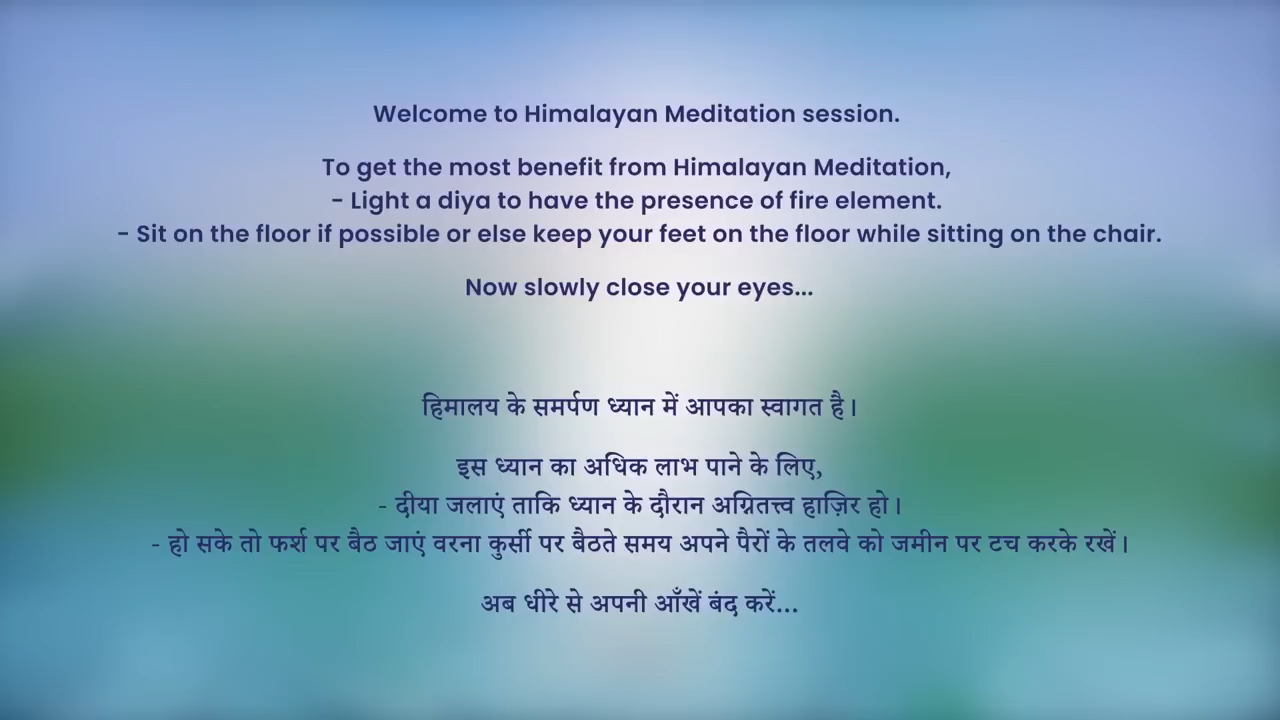 Welcome to Himalayan Meditation session.
To get the most benefit from Himalayan Meditation,
- Light a diya to have the presence of fire element.
- Sit on the floor if possible or else keep your feet on the floor while sitting on the chair.
Now slowly close your eyes...
हिमालय के समर्पण ध्यान में आपका स्वागत है।
इस ध्यान का अधिक लाभ पाने के लिए,
- दीया जलाएं ताकि ध्यान के दौरान अग्नितत्त्व हाज़िर हो।
- हो सके तो फर्श पर बैठ जाएं वरना कुर्सी पर बैठते समय अपने पैरों के तलवे को जमीन पर टच करके रखें।
अब धीरे से अपनी आँखें बंद करें...